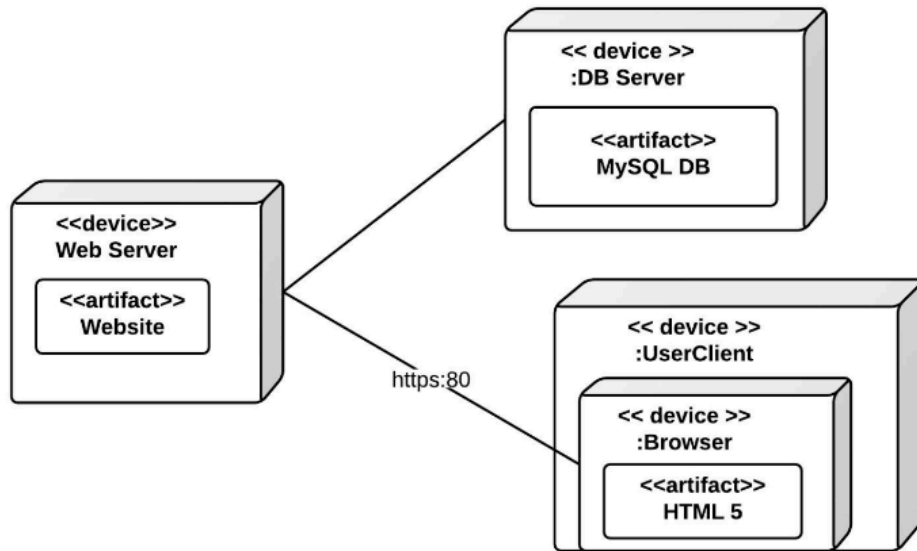 << device >>
:DB Server
<<artifact>>
MySQL DB
<<device>>
Web Server
<<artifact>>
Website
https:80
<< device >>
:UserClient
<< device >>
:Browser
<<artifact>>
HTML 5